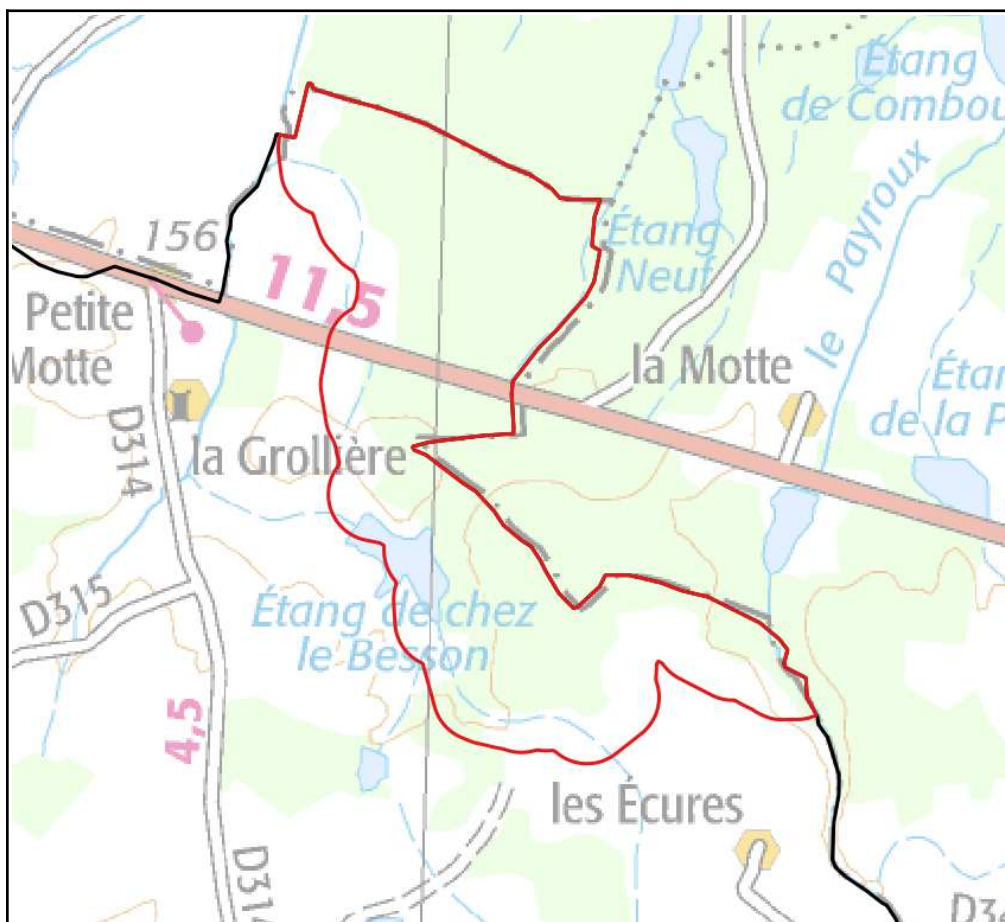 Étang
de Combou
le Payroux
156
Étang
Neuf
11,5
Petite
Motte
la Motte
Étan
de la P
D314
la Grollière
D315
Étang de chez
le Besson
4,5
les Écures
D314
D3